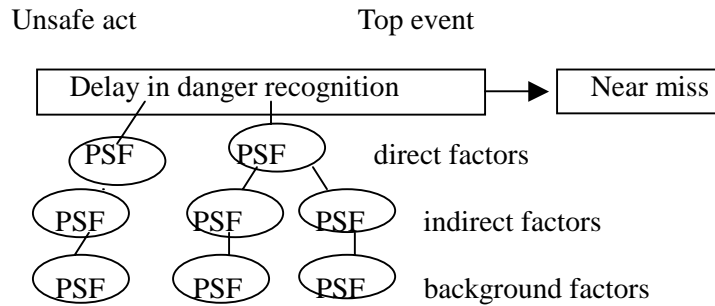 Unsafe act Top event
Delay in danger recognition Near miss
PSF PSF direct factors
PSF PSF PSF indirect factors
PSF PSF PSF background factors